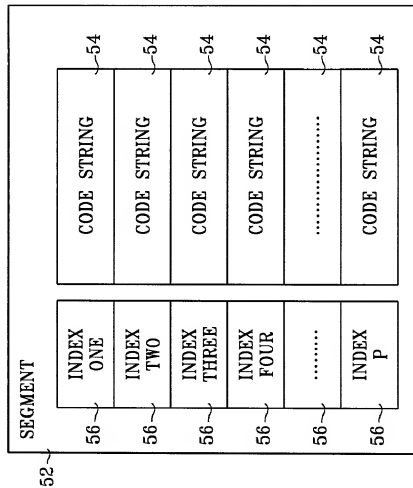 52
SEGMENT
56 INDEX ONE CODE STRING 54
56 INDEX TWO CODE STRING 54
56 INDEX THREE CODE STRING 54
56 INDEX FOUR CODE STRING 54
56 ......... .................... 54
56 INDEX P CODE STRING 54